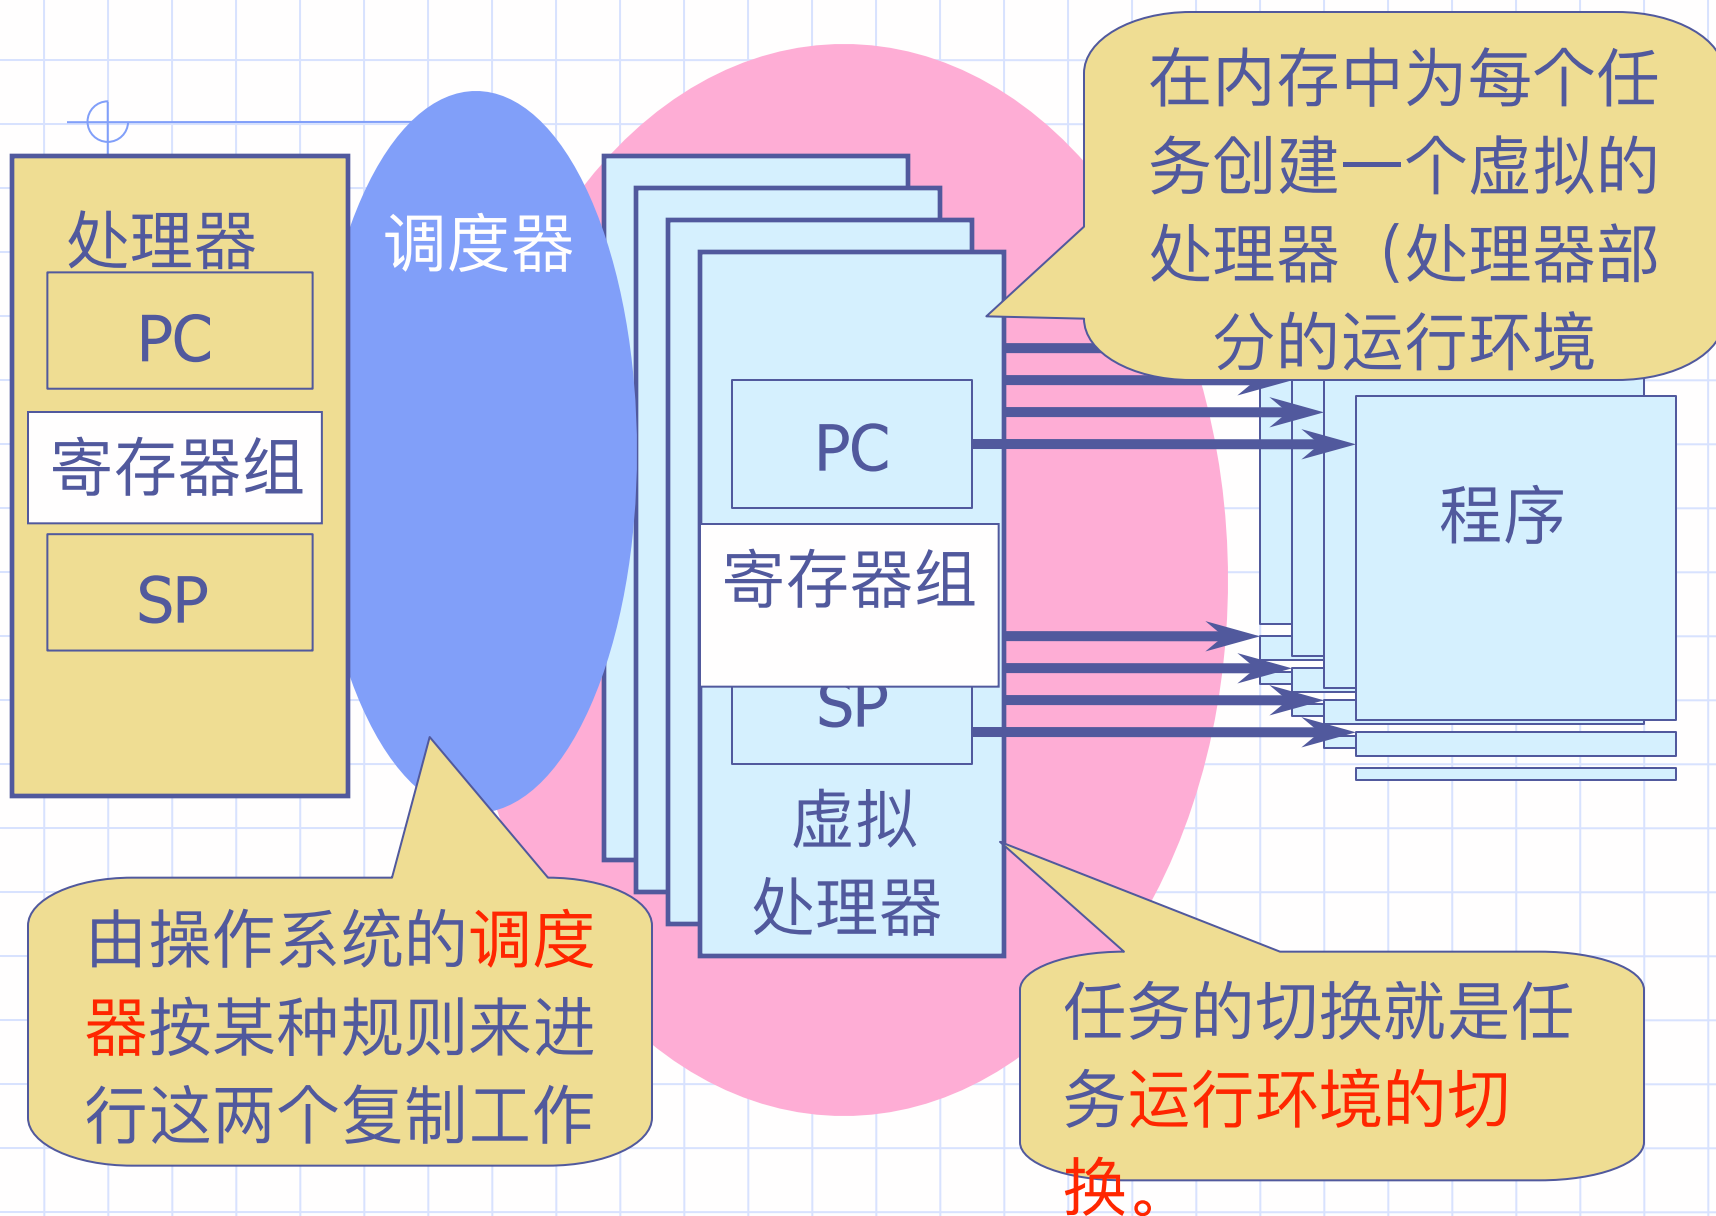 在内存中为每个任
务创建一个虚拟的
处理器（处理器部
分的运行环境
处理器
调度器
PC
寄存器组
SP
PC
寄存器组
SP
虚拟
处理器
程序
由操作系统的调度
器按某种规则来进
行这两个复制工作
任务的切换就是任
务运行环境的切
换。